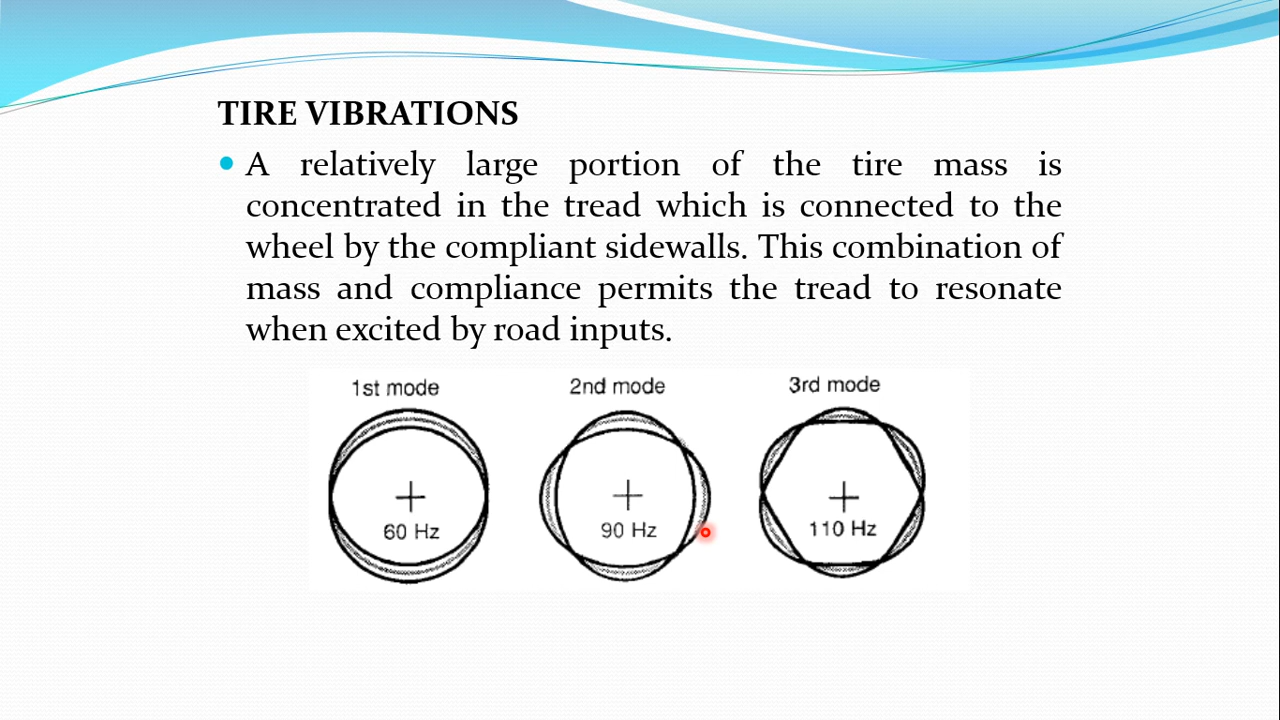 TIRE VIBRATIONS
A relatively large portion of the tire mass is
concentrated in the tread which is connected to the
wheel by the compliant sidewalls. This combination of
mass and compliance permits the tread to resonate
when excited by road inputs.
1st mode 2nd mode 3rd mode
60 Hz 90 Hz 110 Hz